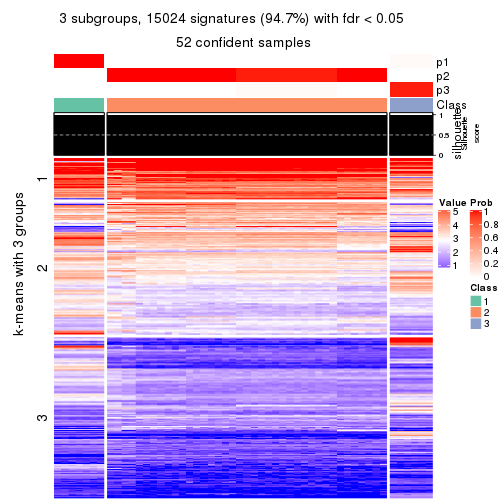 3 subgroups, 15024 signatures (94.7%) with fdr < 0.05
52 confident samples
p1
p2
p3
Class
silhouette
Silhouette
score
1
0.5
0
k-means with 3 groups
1
2
3
Value
5
4
3
2
1
Prob
1
0.8
0.6
0.4
0.2
0
Class
1
2
3